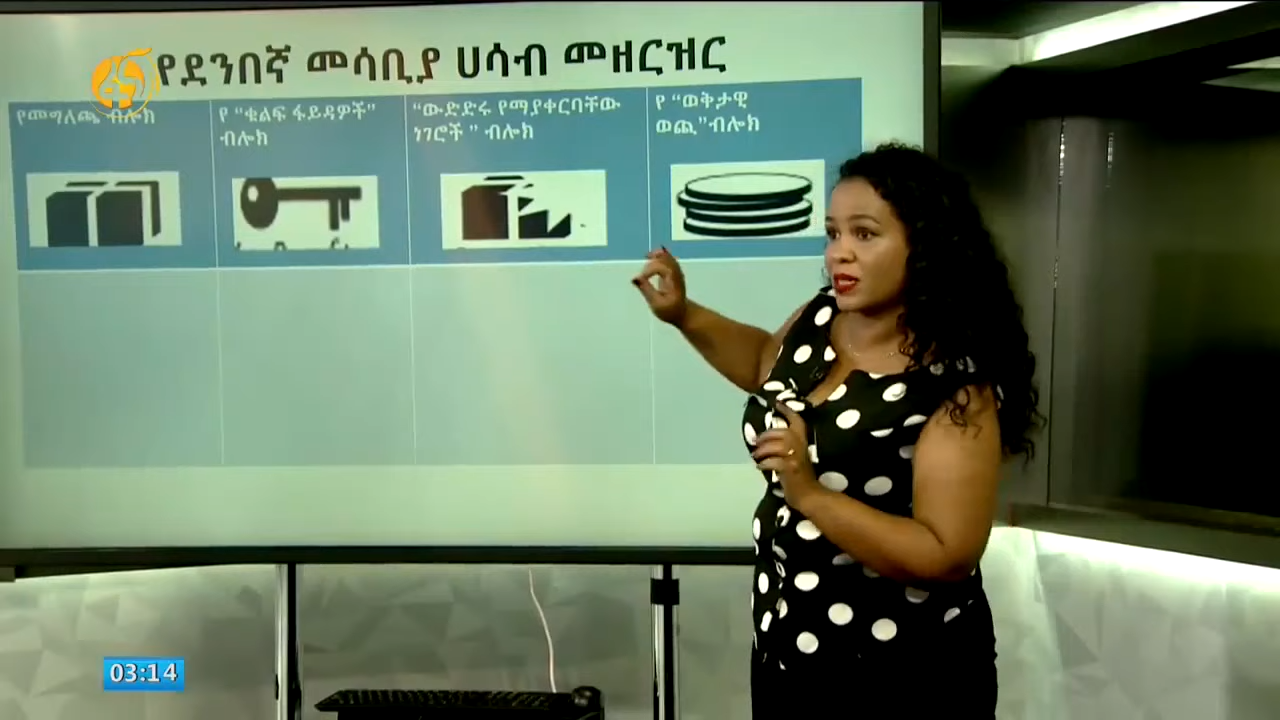 የደንበኛ መሳቢያ ሀሳብ መዘርዝር
የመግለጫ ብሎክ
የ “ቁልፍ ፋይዳዎች”
ብሎክ
“ውድድሩ የማያቀርባቸው
ነገሮች ” ብሎክ
የ “ወቅታዊ
ወጪ”ብሎክ
03:14